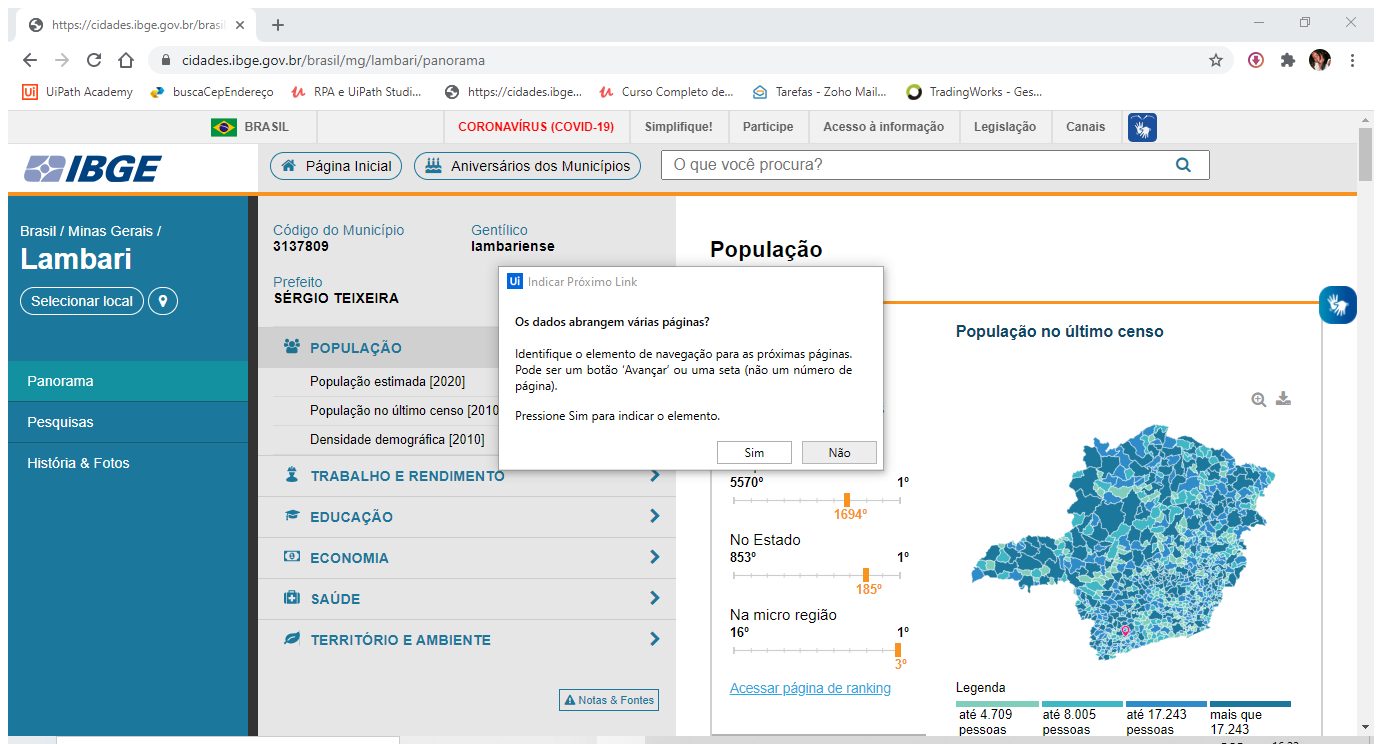 https://cidades.ibge.gov.br/brasi
cidades.ibge.gov.br/brasil/mg/lambari/panorama
UiPath Academy
buscaCepEndereço
RPA e UiPath Studi...
https://cidades.ibge...
Curso Completo de...
Tarefas - Zoho Mail...
TradingWorks - Ges...
BRASIL
CORONAVÍRUS (COVID-19)
Simplifique!
Participe
Acesso à informação
Legislação
Canais
IBGE
Página Inicial
Aniversários dos Municípios
O que você procura?
Brasil / Minas Gerais /
Lambari
Selecionar local
Panorama
Pesquisas
História & Fotos
Código do Município
3137809
Gentílico
lambariense
Prefeito
SÉRGIO TEIXEIRA
POPULAÇÃO
População estimada [2020]
População no último censo [2010
Densidade demográfica [2010]
TRABALHO E RENDIMENTO
EDUCAÇÃO
ECONOMIA
SAÚDE
TERRITÓRIO E AMBIENTE
Notas & Fontes
Ui Indicar Próximo Link
Os dados abrangem várias páginas?
Identifique o elemento de navegação para as próximas páginas.
Pode ser um botão ‘Avançar’ ou uma seta (não um número de
página).
Pressione Sim para indicar o elemento.
Sim
Não
População
5570º
1º
1694º
No Estado
853º
1º
185º
Na micro região
16º
1º
3º
Acessar página de ranking
População no último censo
Legenda
até 4.709
pessoas
até 8.005
pessoas
até 17.243
pessoas
mais que
17.243